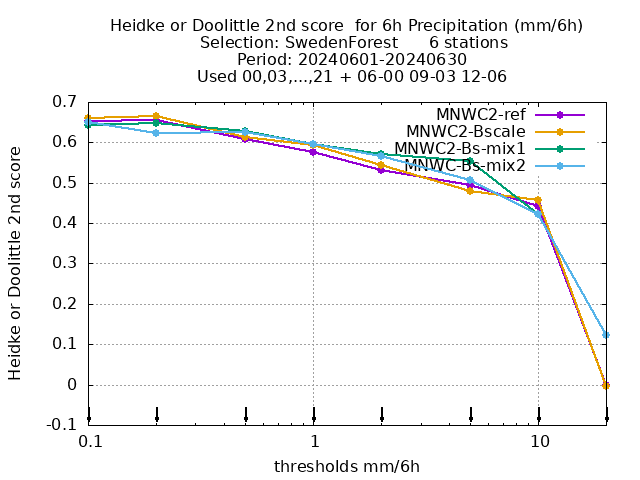 Heidke or Doolittle 2nd score  for 6h Precipitation (mm/6h)
Selection: SwedenForest      6 stations
Period: 20240601-20240630
Used 00,03,...,21 + 06-00 09-03 12-06
Heidke or Doolittle 2nd score
0.7
0.6
0.5
0.4
0.3
0.2
0.1
0
-0.1
MNWC2-ref
MNWC2-Bscale
MNWC2-Bs-mix1
MNWC-Bs-mix2
0.1 1 10
thresholds mm/6h